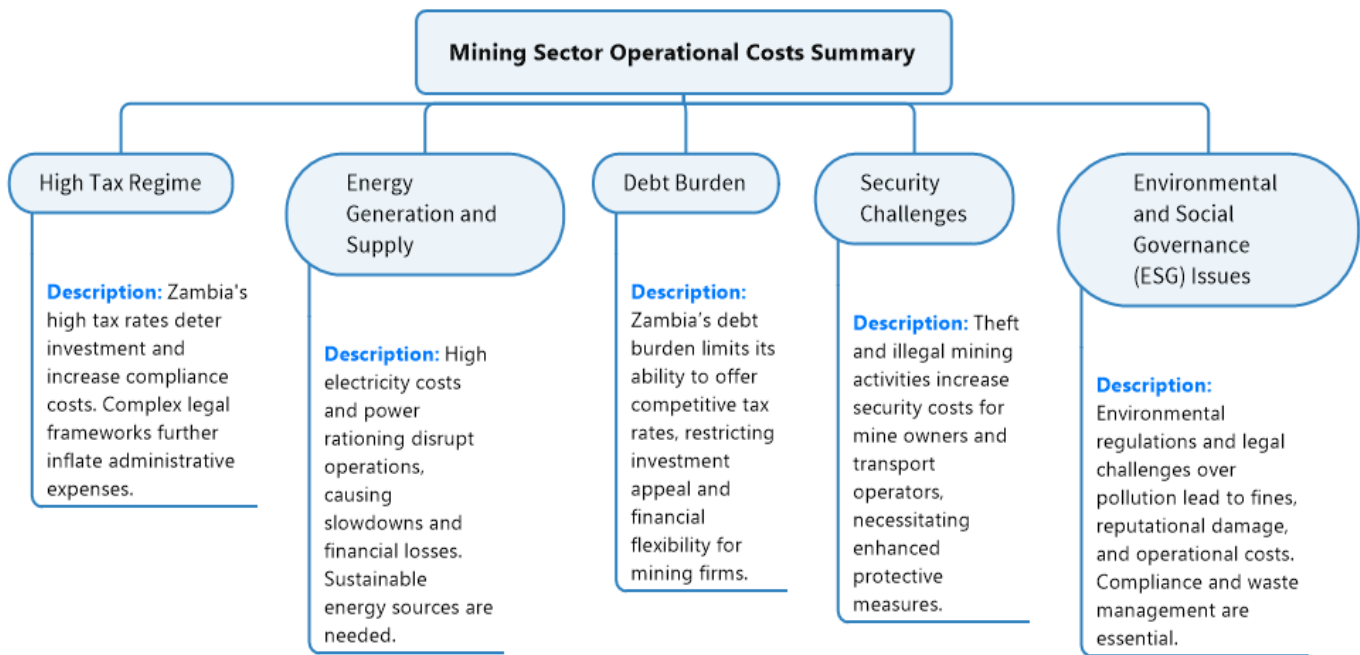 Mining Sector Operational Costs Summary
High Tax Regime
Description: Zambia's
high tax rates deter
investment and
increase compliance
costs. Complex legal
frameworks further
inflate administrative
expenses.
Energy
Generation and
Supply
Description: High
electricity costs
and power
rationing disrupt
operations,
causing
slowdowns and
financial losses.
Sustainable
energy sources are
needed.
Debt Burden
Description:
Zambia’s debt
burden limits its
ability to offer
competitive tax
rates, restricting
investment
appeal and
financial
flexibility for
mining firms.
Security
Challenges
Description: Theft
and illegal mining
activities increase
security costs for
mine owners and
transport
operators,
necessitating
enhanced
protective
measures.
Environmental
and Social
Governance
(ESG) Issues
Description:
Environmental
regulations and legal
challenges over
pollution lead to fines,
reputational damage,
and operational costs.
Compliance and waste
management are
essential.